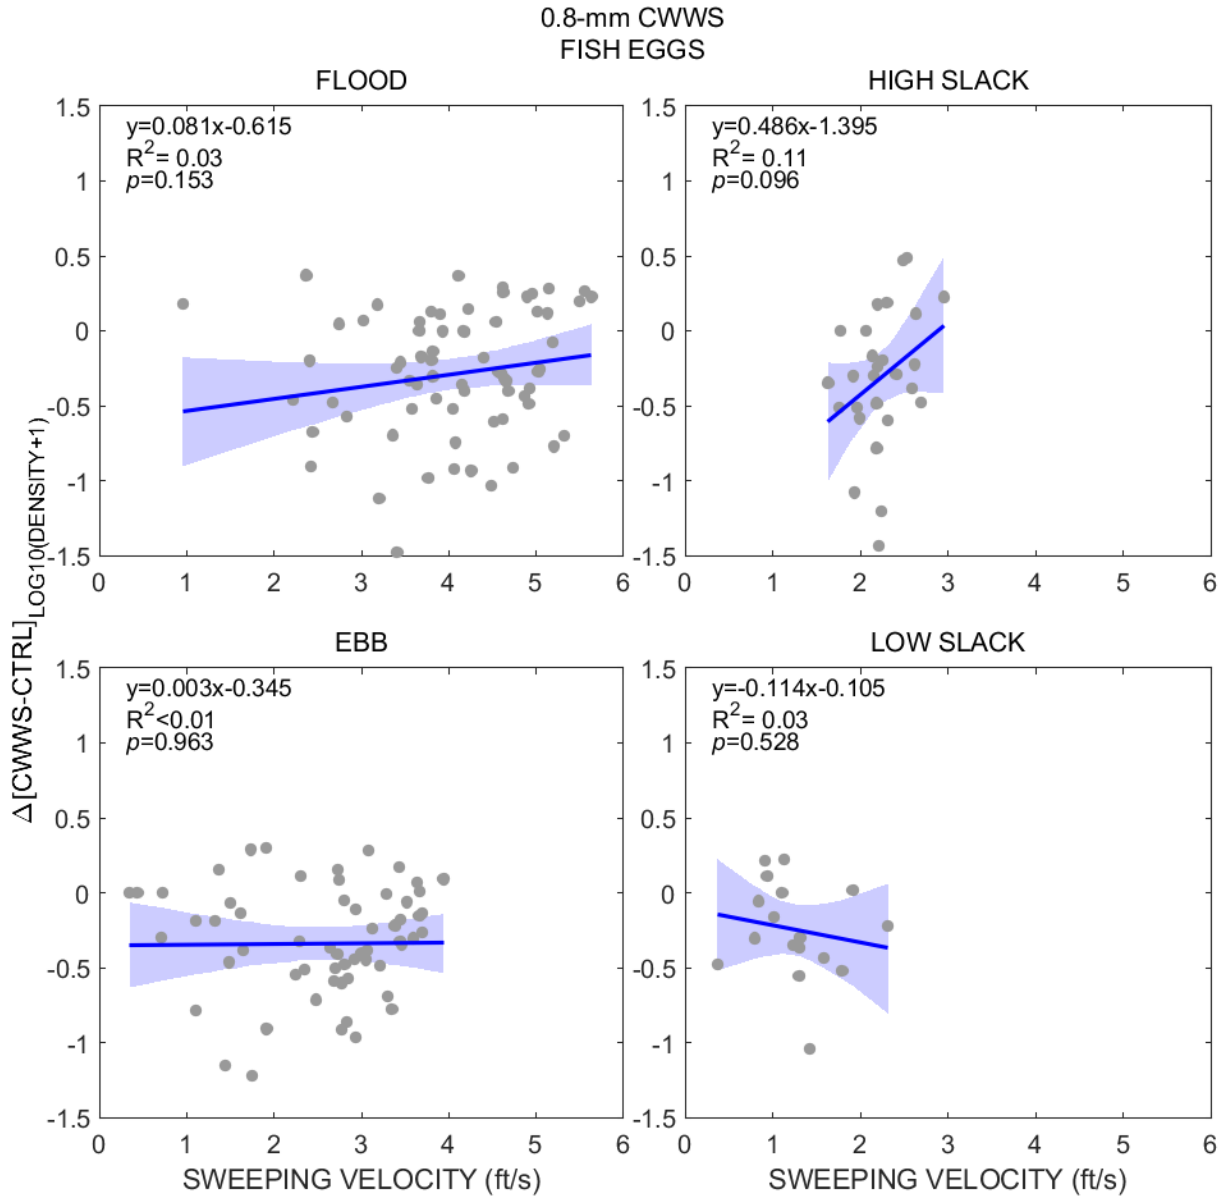 0.8-mm CWWS
FISH EGGS
FLOOD
y=0.081x-0.615
R²= 0.03
p=0.153
1.5
1
0.5
0
-0.5
-1
-1.5
0 1 2 3 4 5 6
HIGH SLACK
y=0.486x-1.395
R²= 0.11
p=0.096
1.5
1
0.5
0
-0.5
-1
-1.5
0 1 2 3 4 5 6
Δ[CWWS-CTRL]LOG10(DENSITY+1)
EBB
y=0.003x-0.345
R²<0.01
p=0.963
1.5
1
0.5
0
-0.5
-1
-1.5
0 1 2 3 4 5 6
SWEEPING VELOCITY (ft/s)
LOW SLACK
y=-0.114x-0.105
R²= 0.03
p=0.528
1.5
1
0.5
0
-0.5
-1
-1.5
0 1 2 3 4 5 6
SWEEPING VELOCITY (ft/s)